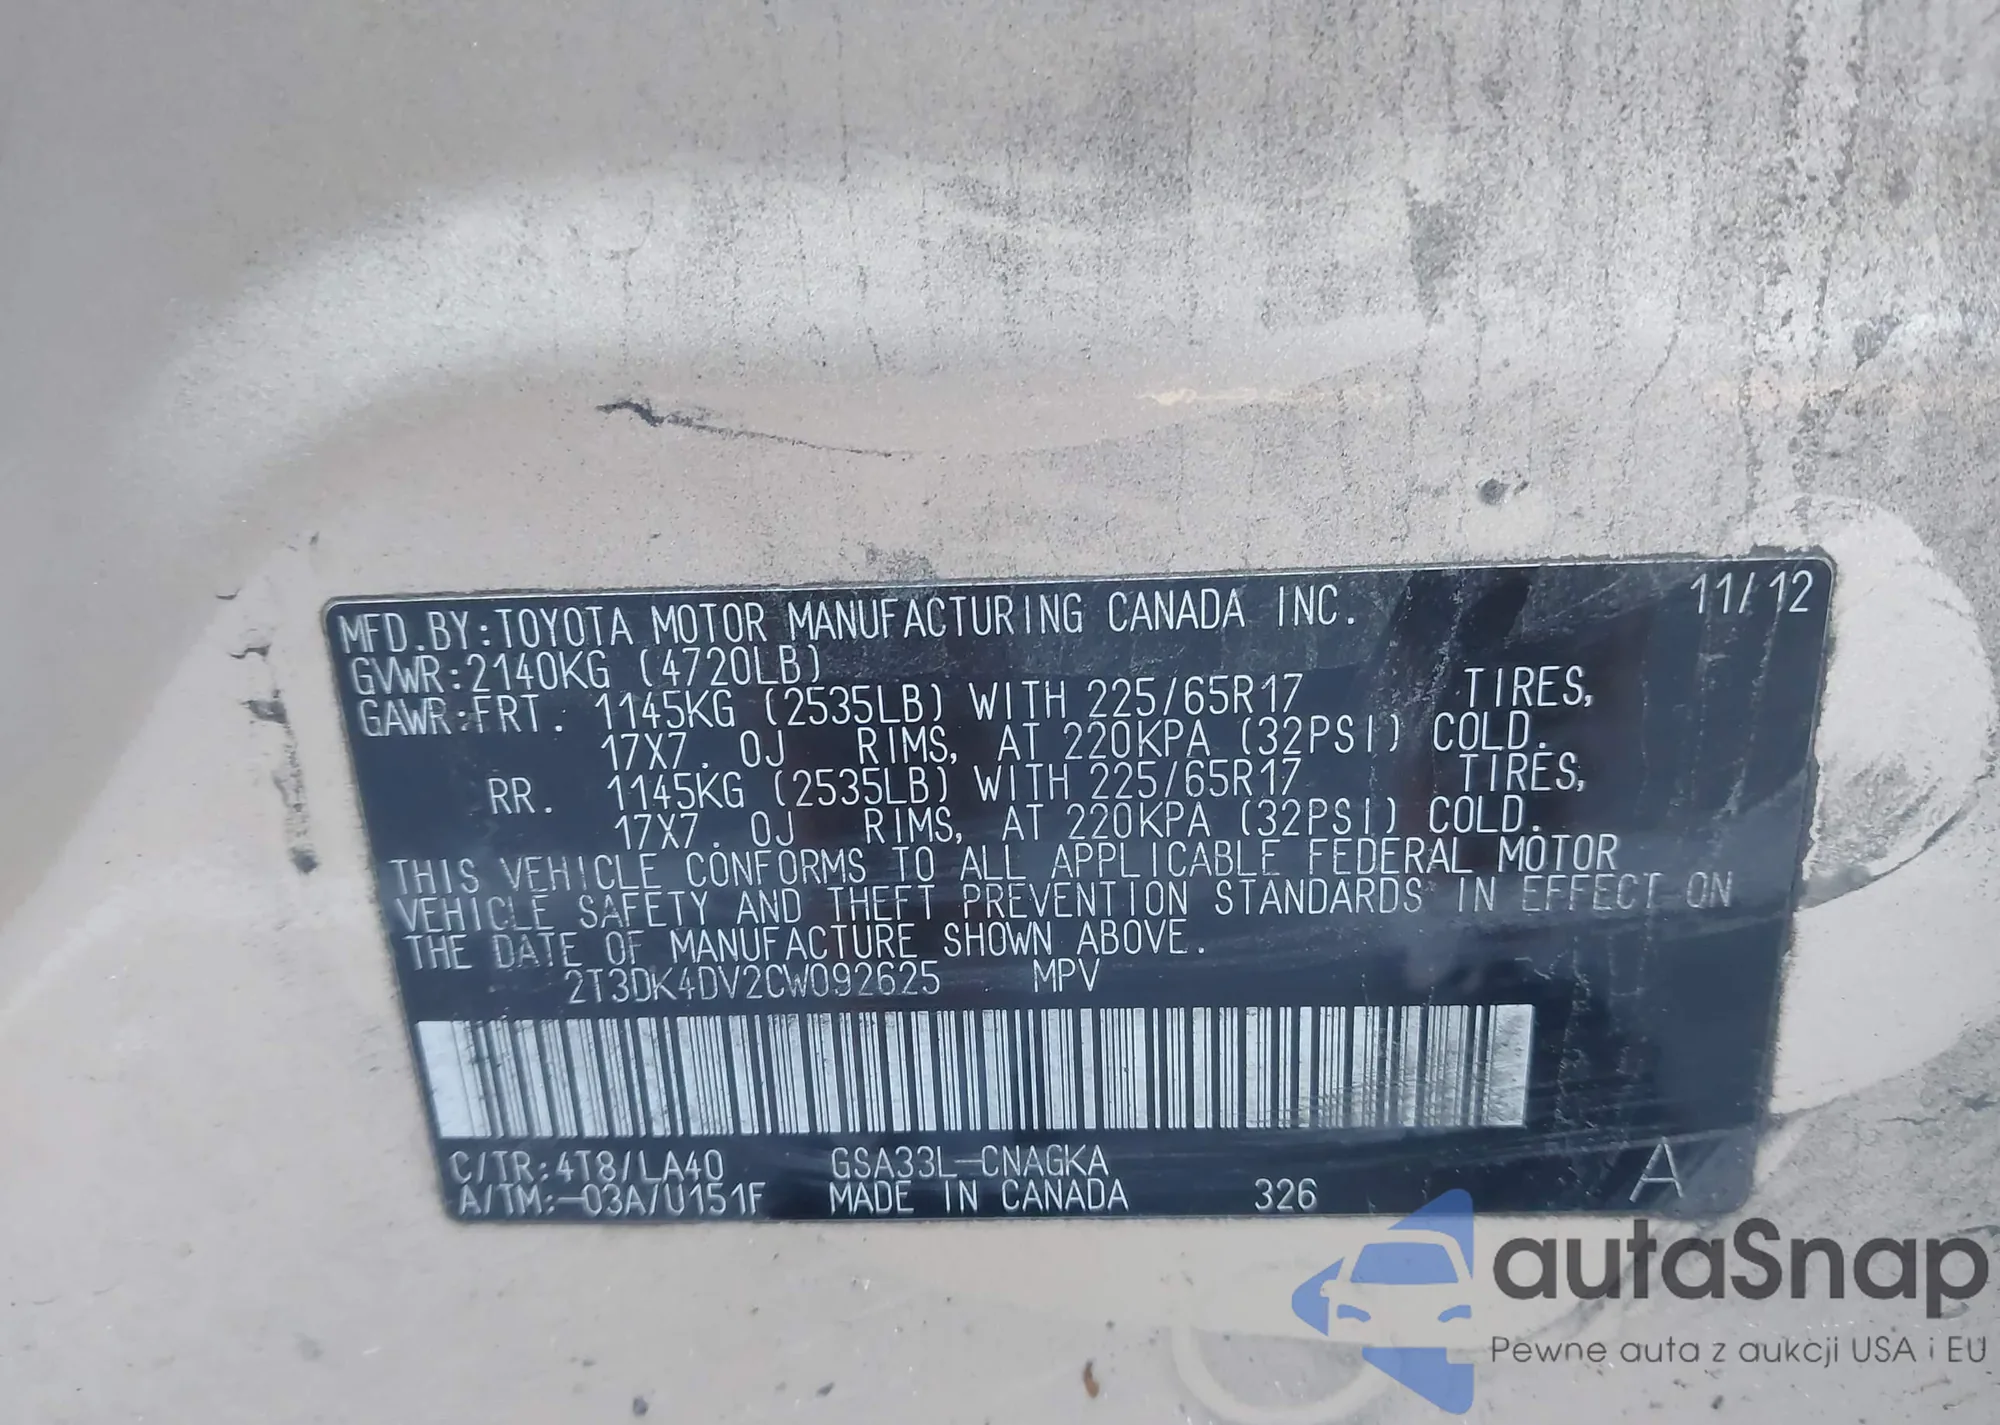 MFD.BY:TOYOTA MOTOR MANUFACTURING CANADA INC. 11/12
GVWR:2140KG (4720LB)
GAWR:FRT. 1145KG (2535LB) WITH 225/65R17 TIRES,
17X7.0J RIMS, AT 220KPA (32PSI) COLD.
RR. 1145KG (2535LB) WITH 225/65R17 TIRES,
17X7.0J RIMS, AT 220KPA (32PSI) COLD.
THIS VEHICLE CONFORMS TO ALL APPLICABLE FEDERAL MOTOR
VEHICLE SAFETY AND THEFT PREVENTION STANDARDS IN EFFECT ON
THE DATE OF MANUFACTURE SHOWN ABOVE.
2T3DK4DV2CW092625 MPV
C/TR:4T8/LA40 GSA33L-CNAGKA
A/TM:-03A/U151F MADE IN CANADA 326 A
autaSnap
Pewne auta z aukcji USA i EU